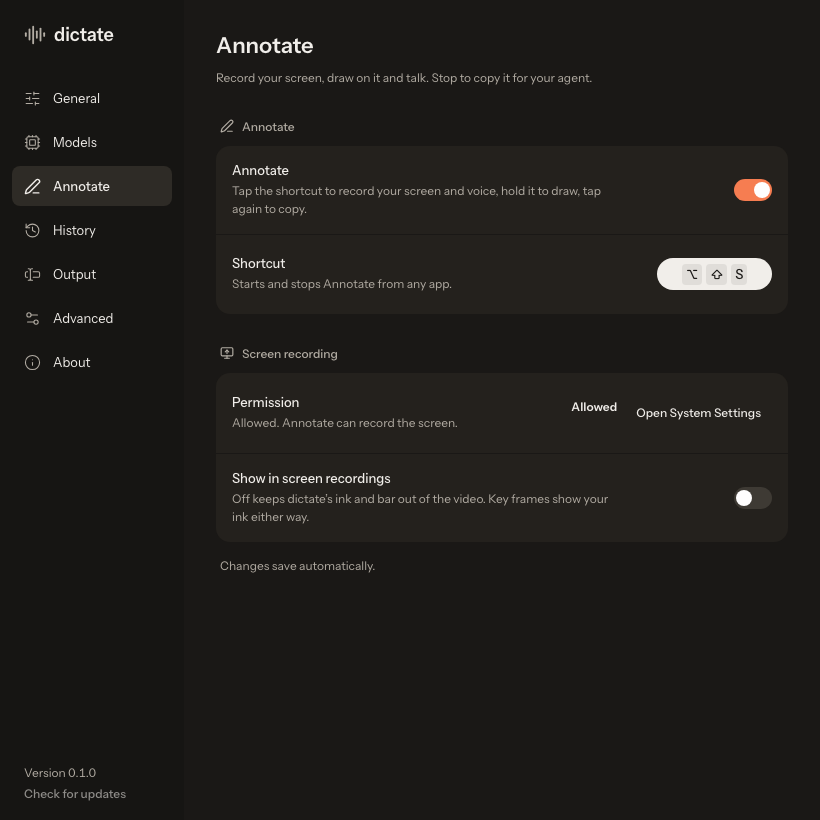 dictate
General
Models
Annotate
History
Output
Advanced
About
Version 0.1.0
Check for updates
Annotate
Record your screen, draw on it and talk. Stop to copy it for your agent.
Annotate
Annotate
Tap the shortcut to record your screen and voice, hold it to draw, tap
again to copy.
Shortcut
Starts and stops Annotate from any app.
⌥ ⇧ S
Screen recording
Permission
Allowed. Annotate can record the screen.
Allowed
Open System Settings
Show in screen recordings
Off keeps dictate's ink and bar out of the video. Key frames show your
ink either way.
Changes save automatically.